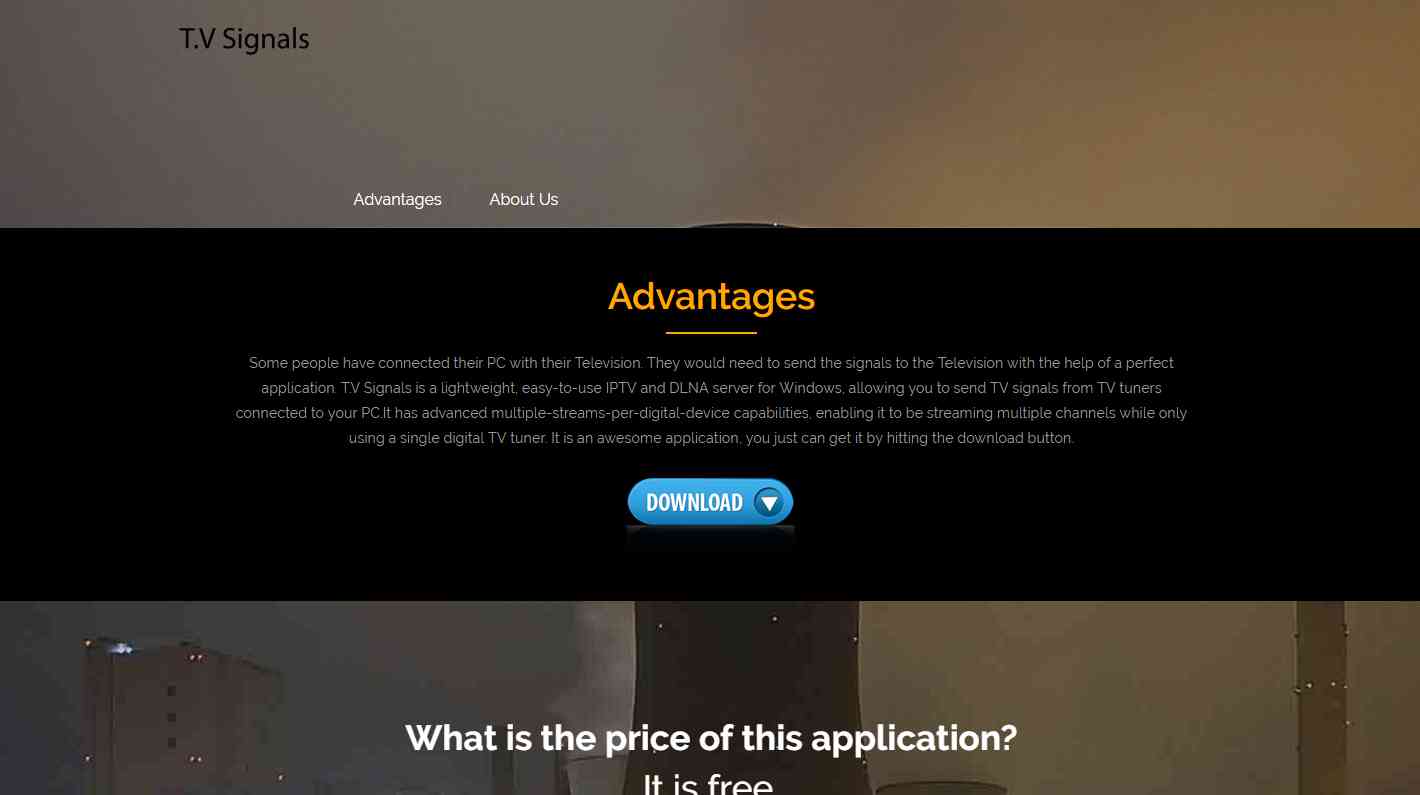 T.V Signals
Advantages
About Us
Advantages
Some people have connected their PC with their Television. They would need to send the signals to the Television with the help of a perfect
application. TV Signals is a lightweight, easy-to-use IPTV and DLNA server for Windows, allowing you to send TV signals from TV tuners
connected to your PC.It has advanced multiple-streams-per-digital-device capabilities, enabling it to be streaming multiple channels while only
using a single digital TV tuner. It is an awesome application, you just can get it by hitting the download button.
DOWNLOAD
What is the price of this application?
It is free